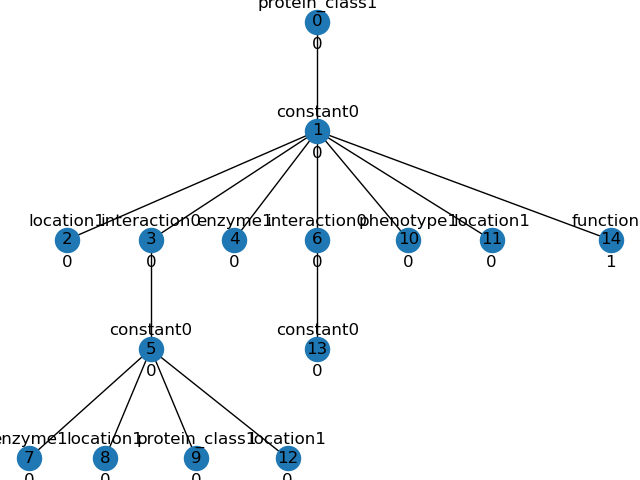 protein_class1
0
0
constant0
1
0
location1 interaction0 enzyme1 interaction0 phenotype1 location1 function
2 3 4 6 10 11 14
0 0 0 0 0 0 1
constant0 constant0
5 13
0 0
enzyme1 location1 protein_class1 location1
7 8 9 12
0 0 0 0